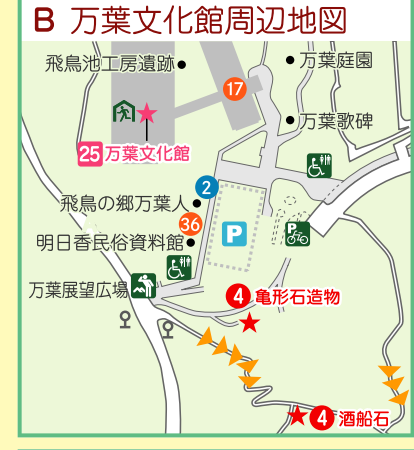 B 万葉文化館周辺地図
飛鳥池工房遺跡
万葉庭園
17
万葉歌碑
25 万葉文化館
2
飛鳥の郷万葉人
36
P
P
明日香民俗資料館
万葉展望広場
4 亀形石造物
4 酒船石